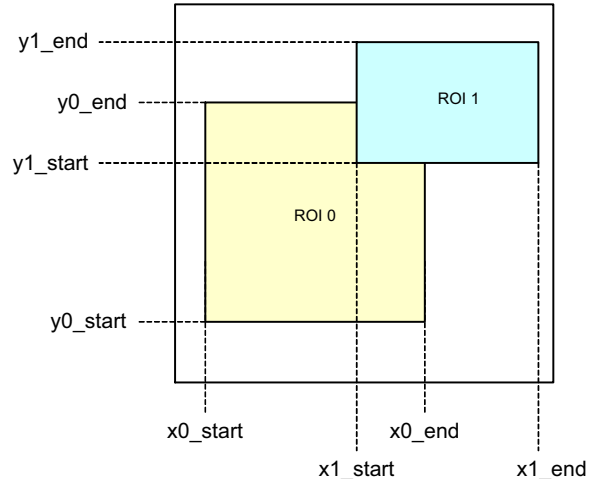 y1_end
y0_end
ROI 1
y1_start
ROI 0
y0_start
x0_start
x0_end
x1_start
x1_end